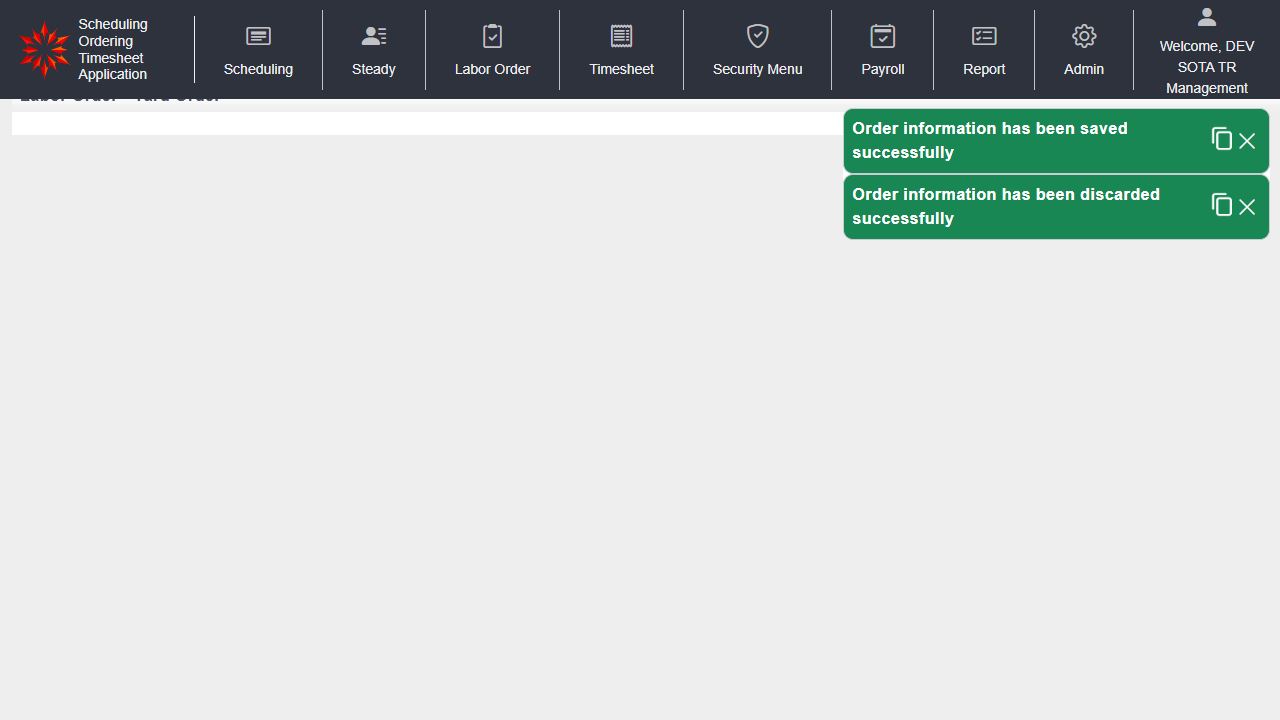 Scheduling
Ordering
Timesheet
Application
Scheduling
Steady
Labor Order
Timesheet
Security Menu
Payroll
Report
Admin
Welcome, DEV
SOTA TR
Management
Order information has been saved
successfully
Order information has been discarded
successfully